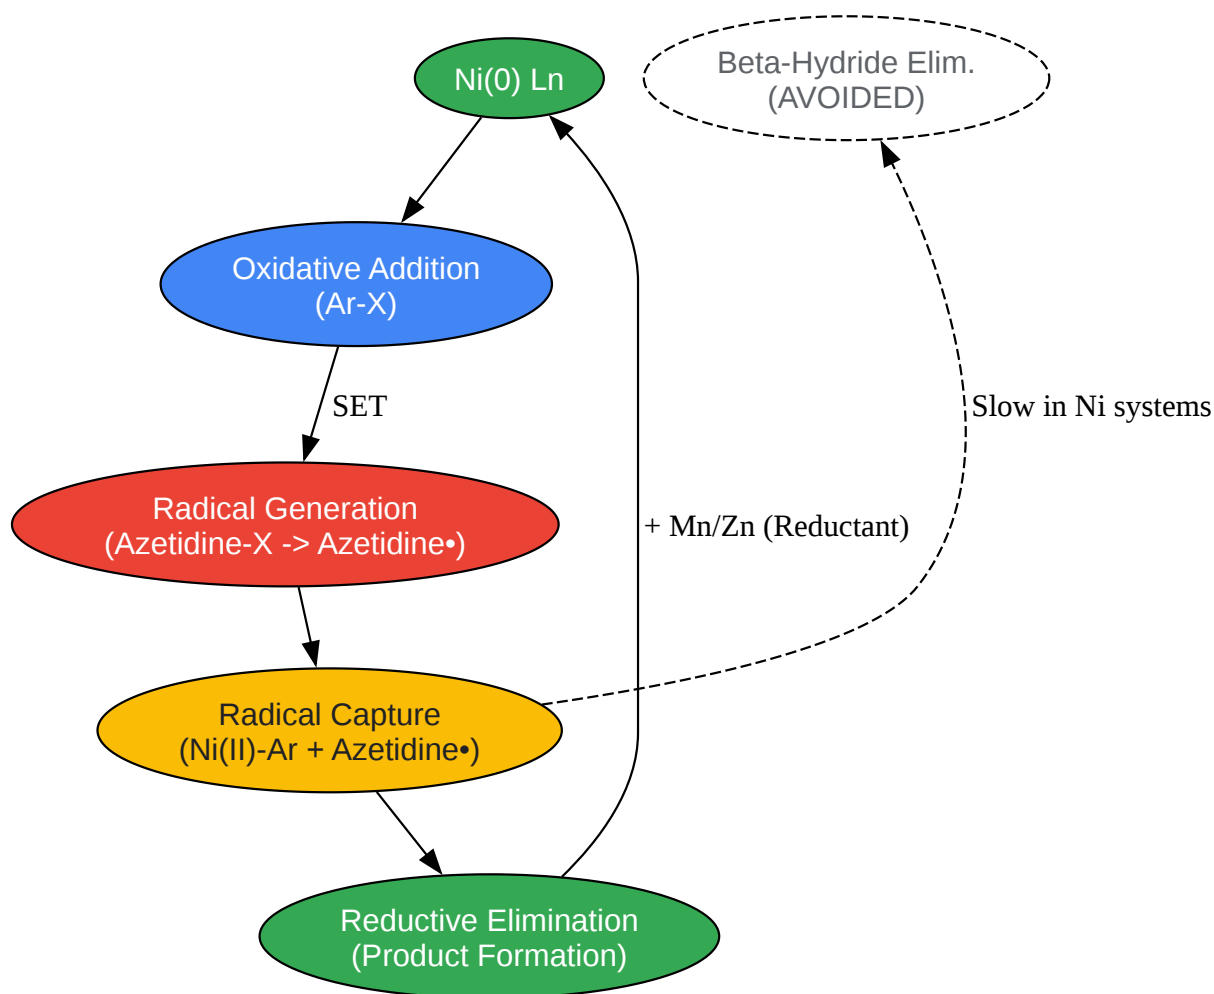 Ni(0) Ln
Beta-Hydride Elim.
(AVOIDED)
Oxidative Addition
(Ar-X)
SET
Slow in Ni systems
Radical Generation
(Azetidine-X -> Azetidine•)
+ Mn/Zn (Reductant)
Radical Capture
(Ni(II)-Ar + Azetidine•)
Reductive Elimination
(Product Formation)